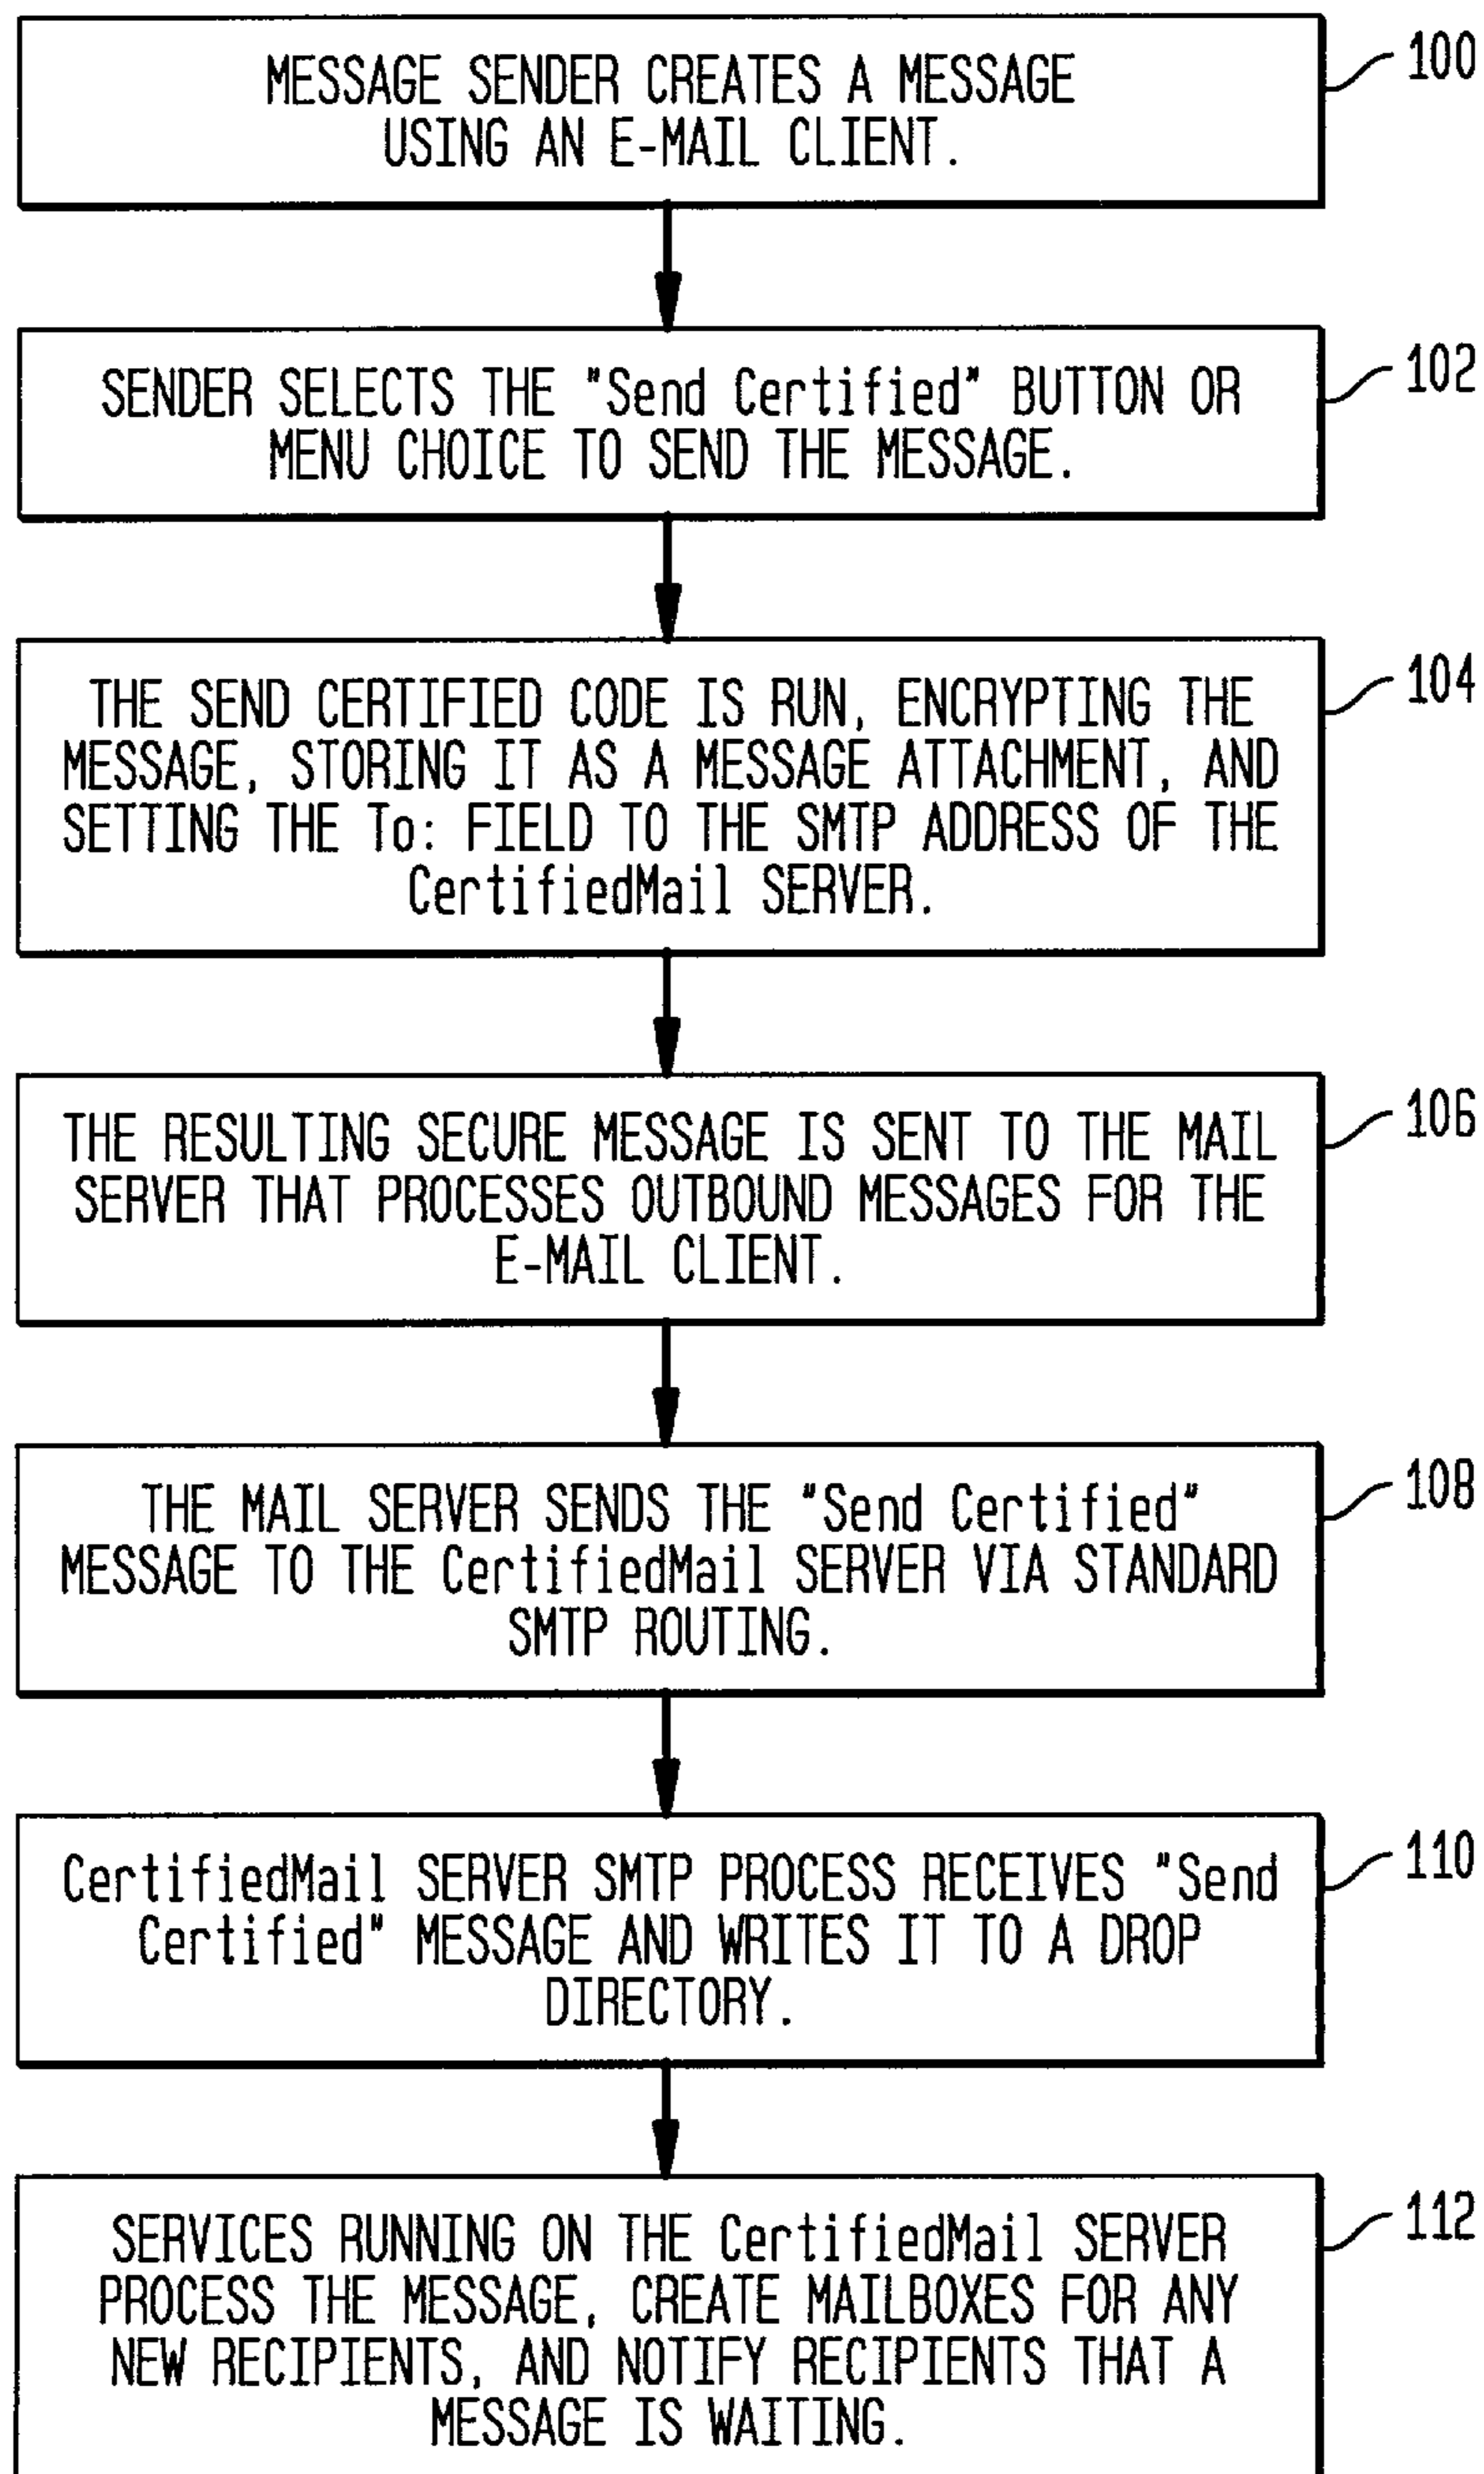 MESSAGE SENDER CREATES A MESSAGE
USING AN E-MAIL CLIENT.
100
SENDER SELECTS THE "Send Certified" BUTTON OR
MENU CHOICE TO SEND THE MESSAGE.
102
THE SEND CERTIFIED CODE IS RUN, ENCRYPTING THE
MESSAGE, STORING IT AS A MESSAGE ATTACHMENT, AND
SETTING THE To: FIELD TO THE SMTP ADDRESS OF THE
CertifiedMail SERVER.
104
THE RESULTING SECURE MESSAGE IS SENT TO THE MAIL
SERVER THAT PROCESSES OUTBOUND MESSAGES FOR THE
E-MAIL CLIENT.
106
THE MAIL SERVER SENDS THE "Send Certified"
MESSAGE TO THE CertifiedMail SERVER VIA STANDARD
SMTP ROUTING.
108
CertifiedMail SERVER SMTP PROCESS RECEIVES "Send
Certified" MESSAGE AND WRITES IT TO A DROP
DIRECTORY.
110
SERVICES RUNNING ON THE CertifiedMail SERVER
PROCESS THE MESSAGE, CREATE MAILBOXES FOR ANY
NEW RECIPIENTS, AND NOTIFY RECIPIENTS THAT A
MESSAGE IS WAITING.
112